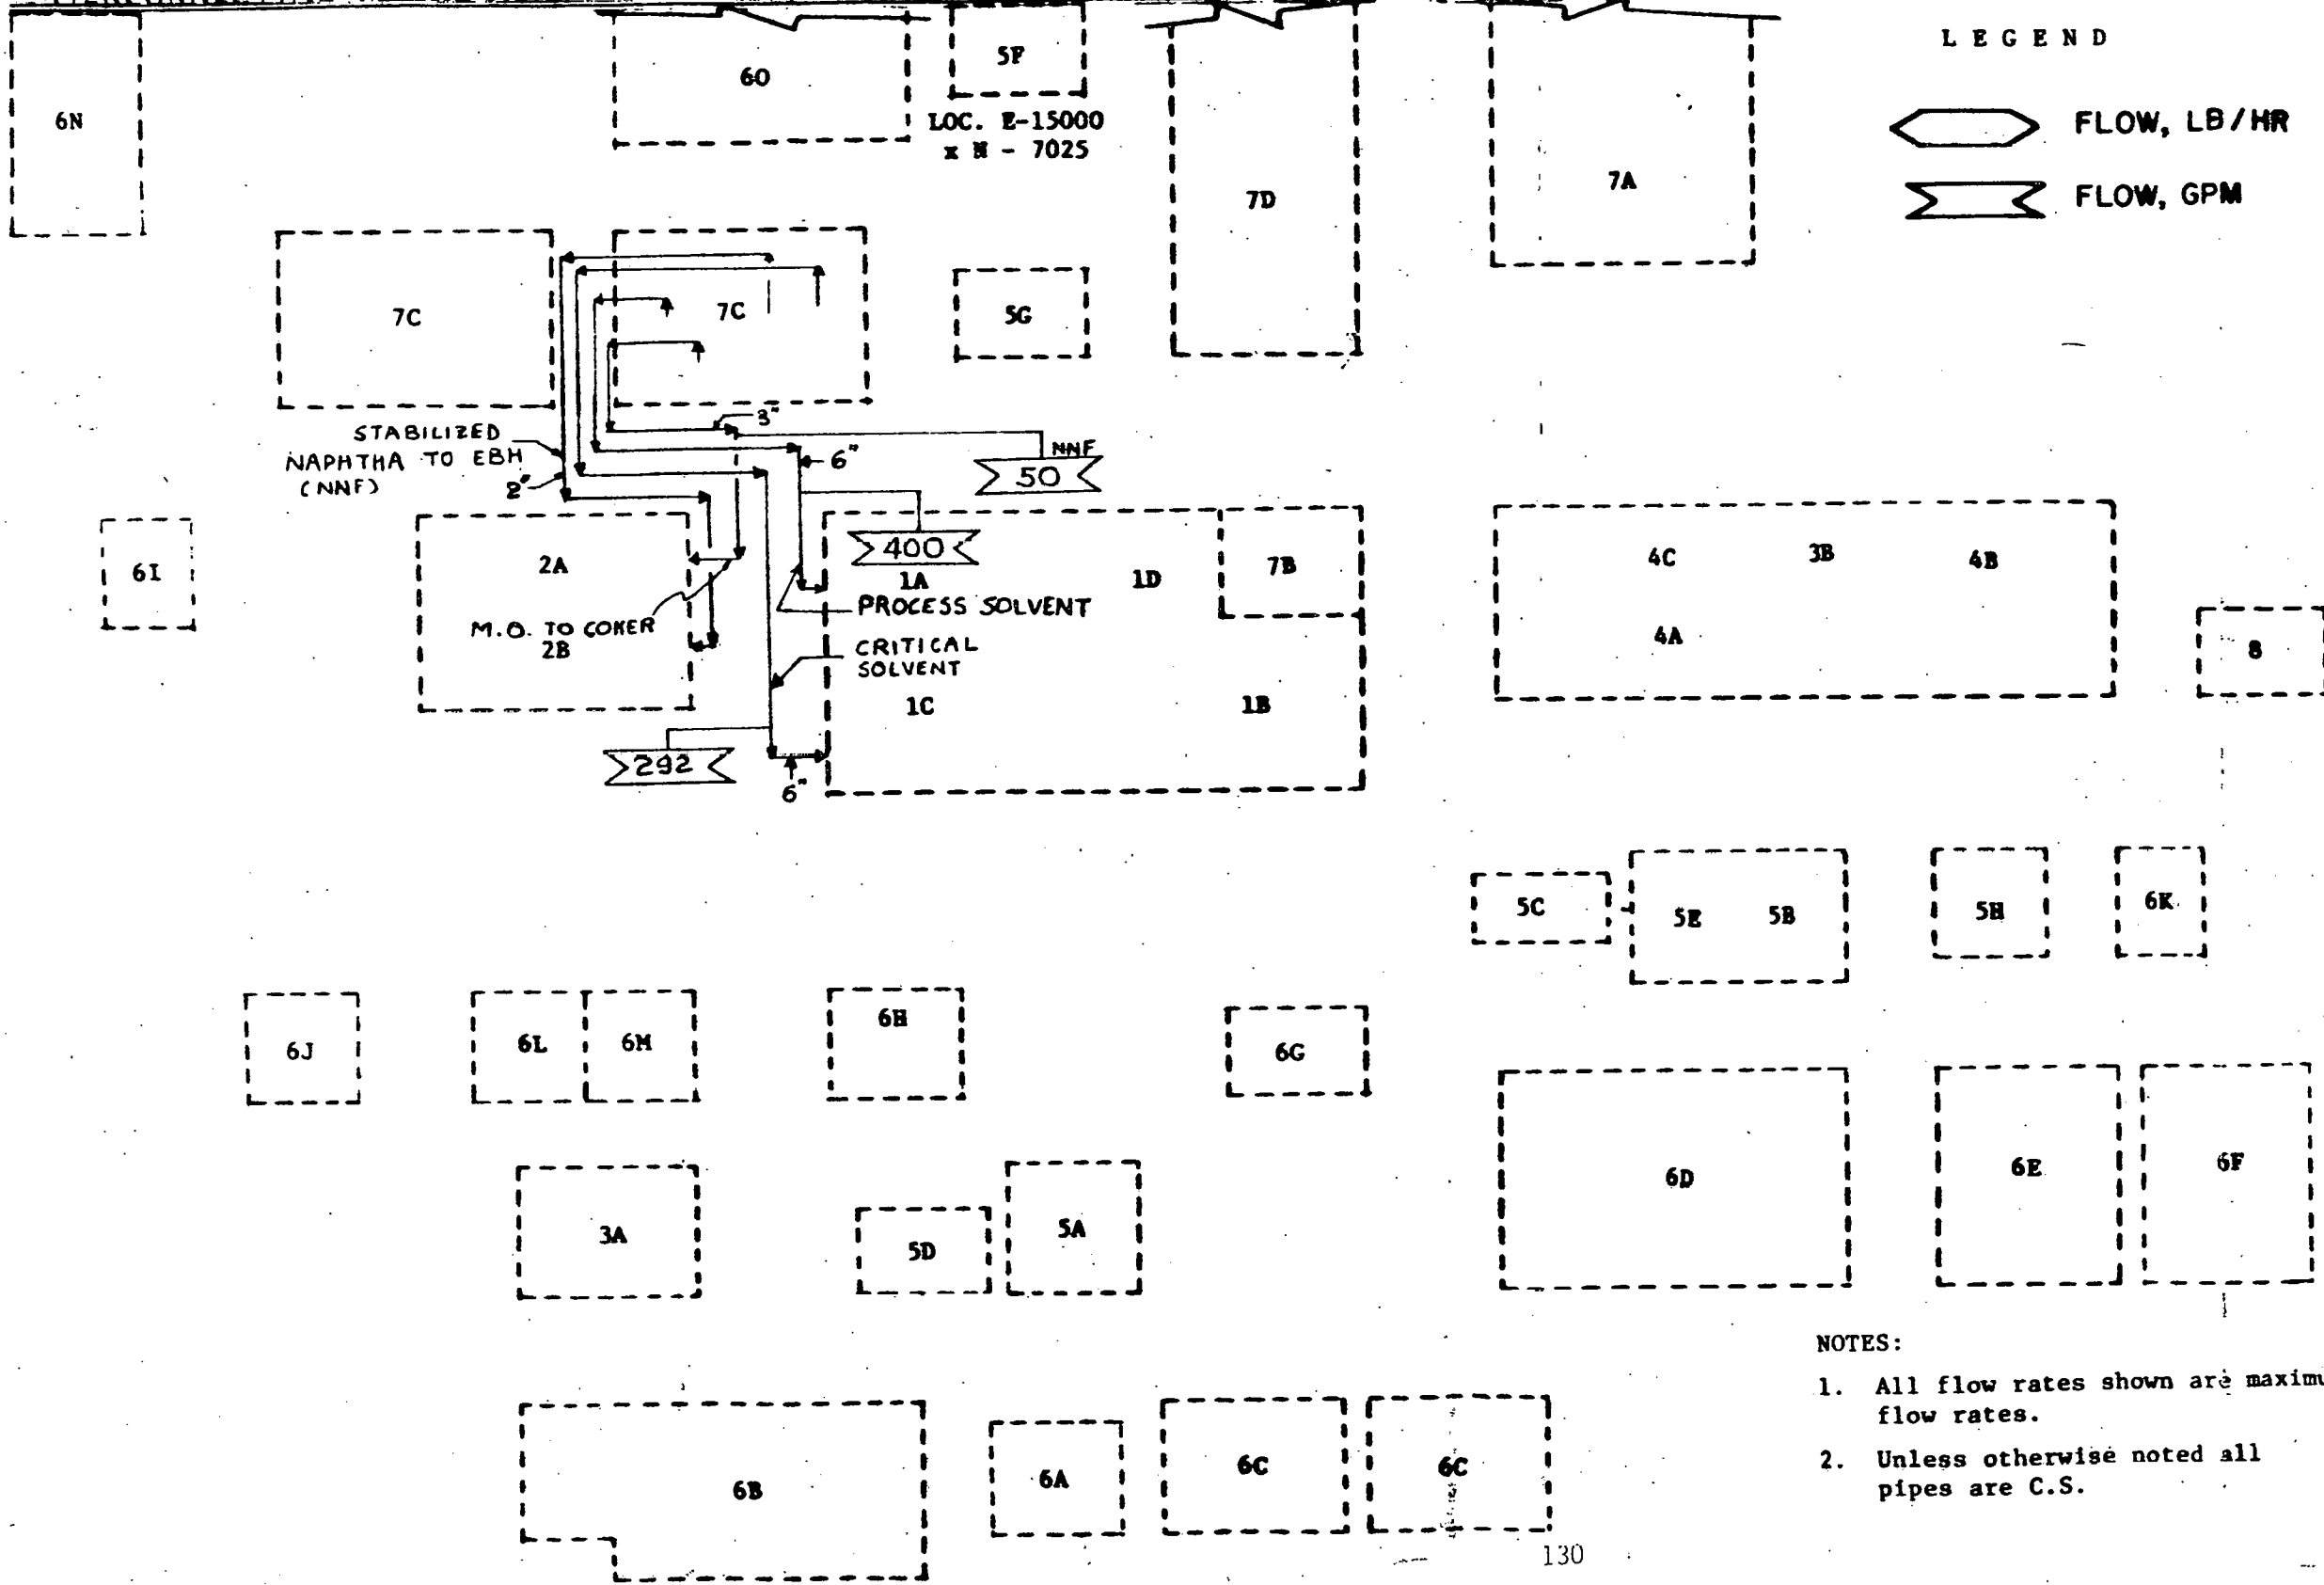 L E G E N D
FLOW, LB/HR
FLOW, GPM
6N
6O
5F
LOC. E-15000
x N - 7025
7D
7A
7C
7C
5G
STABILIZED
NAPHTHA TO EBH
(NNF)
2"
3"
6"
NNF
50
400
6I
2A
M.O. TO COKER
2B
1A
1D
7B
PROCESS SOLVENT
CRITICAL
SOLVENT
1C
1B
292
6"
4C
3B
4B
4A
8
5C
5E
5B
5H
6K
6J
6L
6M
6H
6G
6D
6E
6F
3A
5D
5A
6B
6A
6C
6C
NOTES:
1. All flow rates shown are maximu
flow rates.
2. Unless otherwise noted all
pipes are C.S.
130